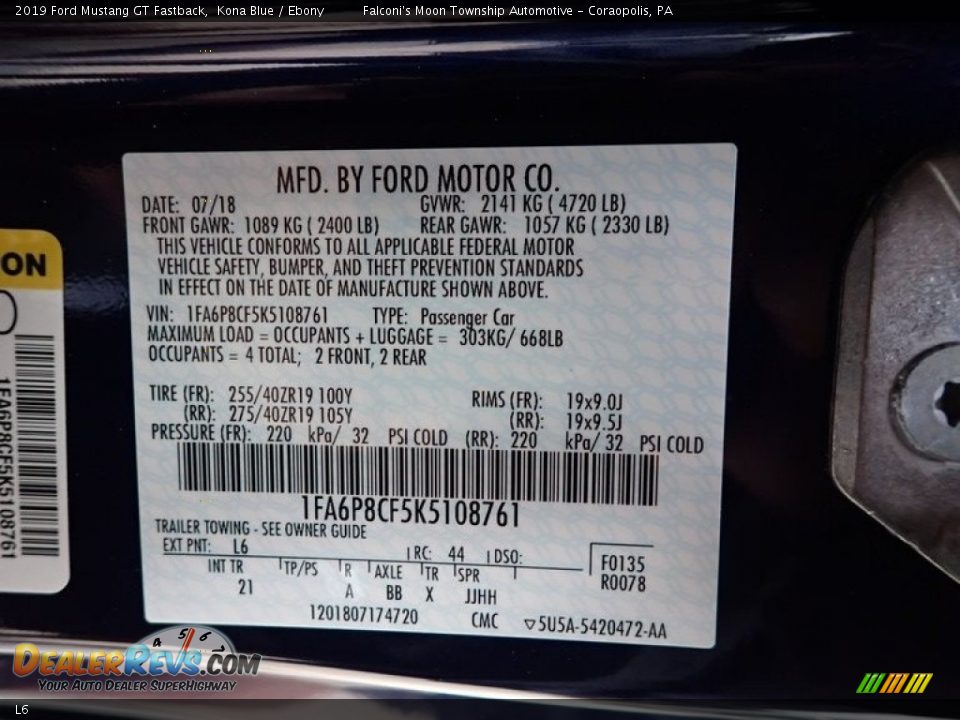 2019 Ford Mustang GT Fastback, Kona Blue / Ebony Falconi's Moon Township Automotive - Coraopolis, PA
ON
1FA6P8CF5K5108761
MFD. BY FORD MOTOR CO.
DATE: 07/18 GVWR: 2141 KG ( 4720 LB)
FRONT GAWR: 1089 KG ( 2400 LB) REAR GAWR: 1057 KG ( 2330 LB)
THIS VEHICLE CONFORMS TO ALL APPLICABLE FEDERAL MOTOR
VEHICLE SAFETY, BUMPER, AND THEFT PREVENTION STANDARDS
IN EFFECT ON THE DATE OF MANUFACTURE SHOWN ABOVE.
VIN: 1FA6P8CF5K5108761 TYPE: Passenger Car
MAXIMUM LOAD = OCCUPANTS + LUGGAGE = 303KG/ 668LB
OCCUPANTS = 4 TOTAL; 2 FRONT, 2 REAR
TIRE (FR): 255/40ZR19 100Y RIMS (FR): 19x9.0J
(RR): 275/40ZR19 105Y (RR): 19x9.5J
PRESSURE (FR): 220 kPa/ 32 PSI COLD (RR): 220 kPa/ 32 PSI COLD
1FA6P8CF5K5108761
TRAILER TOWING - SEE OWNER GUIDE
EXT PNT: L6 RC: 44 DSO: F0135
INT TR TP/PS R AXLE TR SPR R0078
21 A BB X JJHH
1201807174720 CMC ▽5U5A-5420472-AA
4 5 6
DEALERREVS.COM
YOUR AUTO DEALER SUPERHIGHWAY
L6